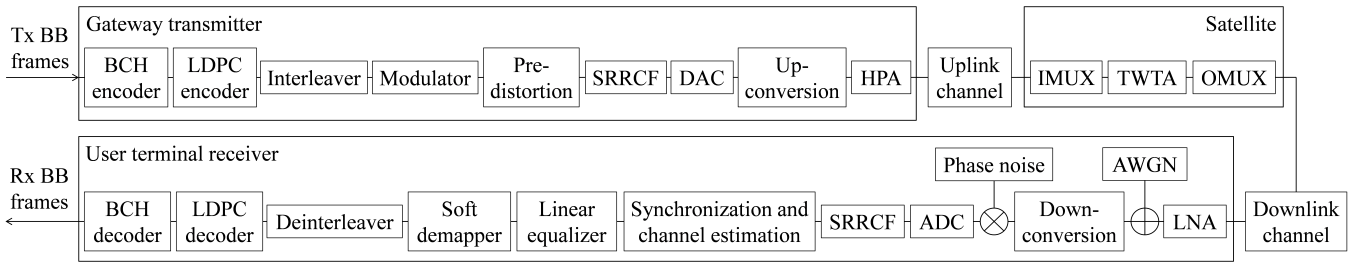 Gateway transmitter
Satellite
Tx BB
frames
BCH
encoder
LDPC
encoder
Interleaver
Modulator
Pre-
distortion
SRRCF
DAC
Up-
conversion
HPA
Uplink
channel
IMUX
TWTA
OMUX
User terminal receiver
Phase noise
AWGN
Rx BB
frames
BCH
decoder
LDPC
decoder
Deinterleaver
Soft
demapper
Linear
equalizer
Synchronization and
channel estimation
SRRCF
ADC
Down-
conversion
LNA
Downlink
channel